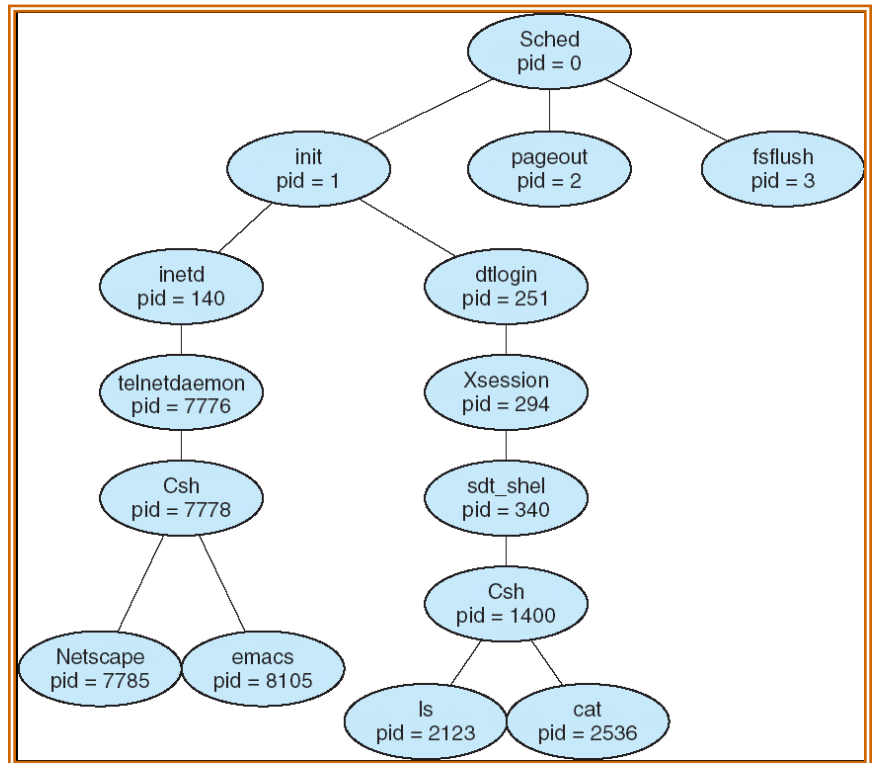 Sched
pid = 0
init
pid = 1
pageout
pid = 2
fsflush
pid = 3
inetd
pid = 140
dtlogin
pid = 251
telnetdaemon
pid = 7776
Xsession
pid = 294
Csh
pid = 7778
sdt_shel
pid = 340
Csh
pid = 1400
Netscape
pid = 7785
emacs
pid = 8105
ls
pid = 2123
cat
pid = 2536